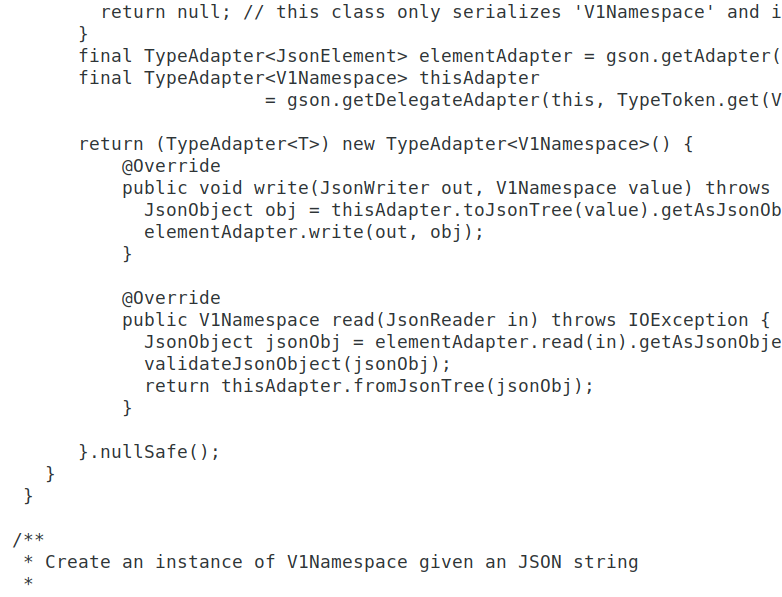 return null; // this class only serializes 'V1Namespace' and i
}
final TypeAdapter<JsonElement> elementAdapter = gson.getAdapter(
final TypeAdapter<V1Namespace> thisAdapter
= gson.getDelegateAdapter(this, TypeToken.get(V
return (TypeAdapter<T>) new TypeAdapter<V1Namespace>() {
@Override
public void write(JsonWriter out, V1Namespace value) throws
JsonObject obj = thisAdapter.toJsonTree(value).getAsJsonOb
elementAdapter.write(out, obj);
}
@Override
public V1Namespace read(JsonReader in) throws IOException {
JsonObject jsonObj = elementAdapter.read(in).getAsJsonObje
validateJsonObject(jsonObj);
return thisAdapter.fromJsonTree(jsonObj);
}
}.nullSafe();
}
}
/**
* Create an instance of V1Namespace given an JSON string
*